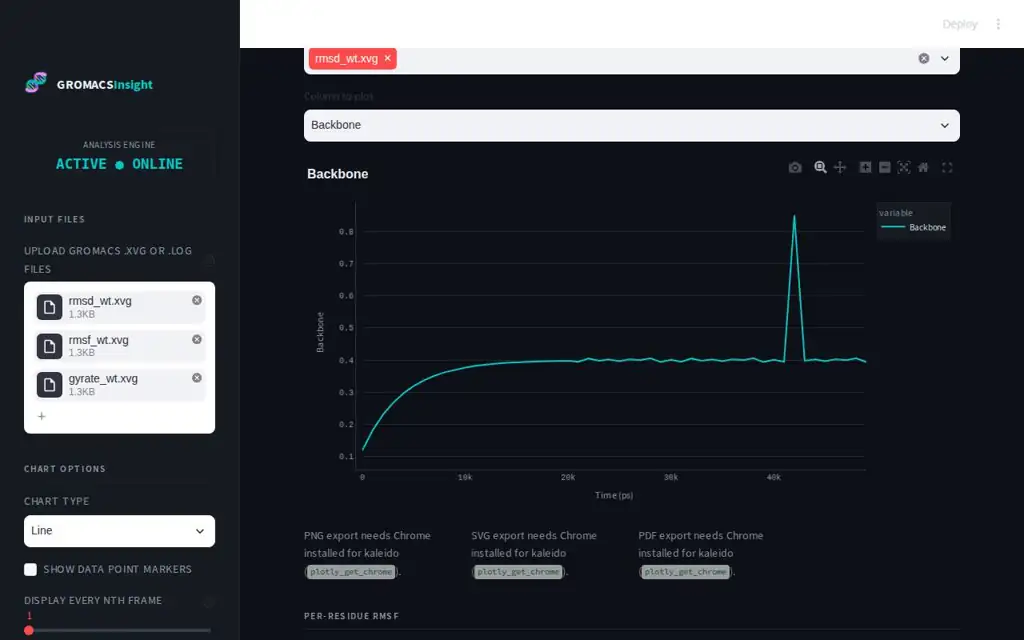 Deploy
rmsd_wt.xvg ×
GROMACSInsight
Column to plot
Backbone
ANALYSIS ENGINE
ACTIVE ● ONLINE
Backbone
INPUT FILES
UPLOAD GROMACS .XVG OR .LOG
FILES
rmsd_wt.xvg
1.3KB
rmsf_wt.xvg
1.3KB
gyrate_wt.xvg
1.3KB
+
variable
Backbone
0.8
0.7
0.6
0.5
0.4
0.3
0.2
0.1
Backbone
0 10k 20k 30k 40k
Time (ps)
CHART OPTIONS
CHART TYPE
Line
SHOW DATA POINT MARKERS
DISPLAY EVERY NTH FRAME
1
PNG export needs Chrome
installed for kaleido
(plotly_get_chrome).
SVG export needs Chrome
installed for kaleido
(plotly_get_chrome).
PDF export needs Chrome
installed for kaleido
(plotly_get_chrome).
PER-RESIDUE RMSF